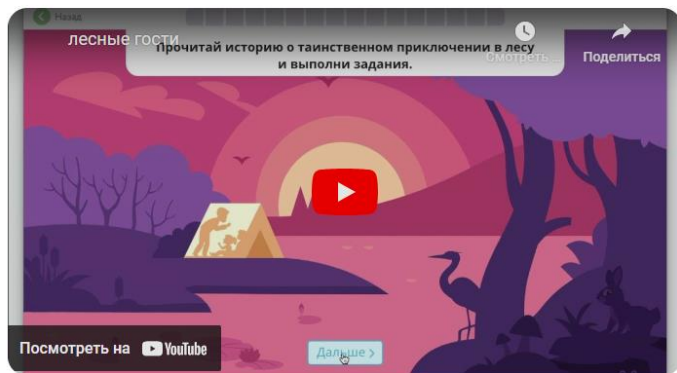 Назад
лесные гости
Прочитай историю о таинственном приключении в лесу
и выполни задания.
Смотреть ...
Поделиться
Посмотреть на YouTube
Дальше >